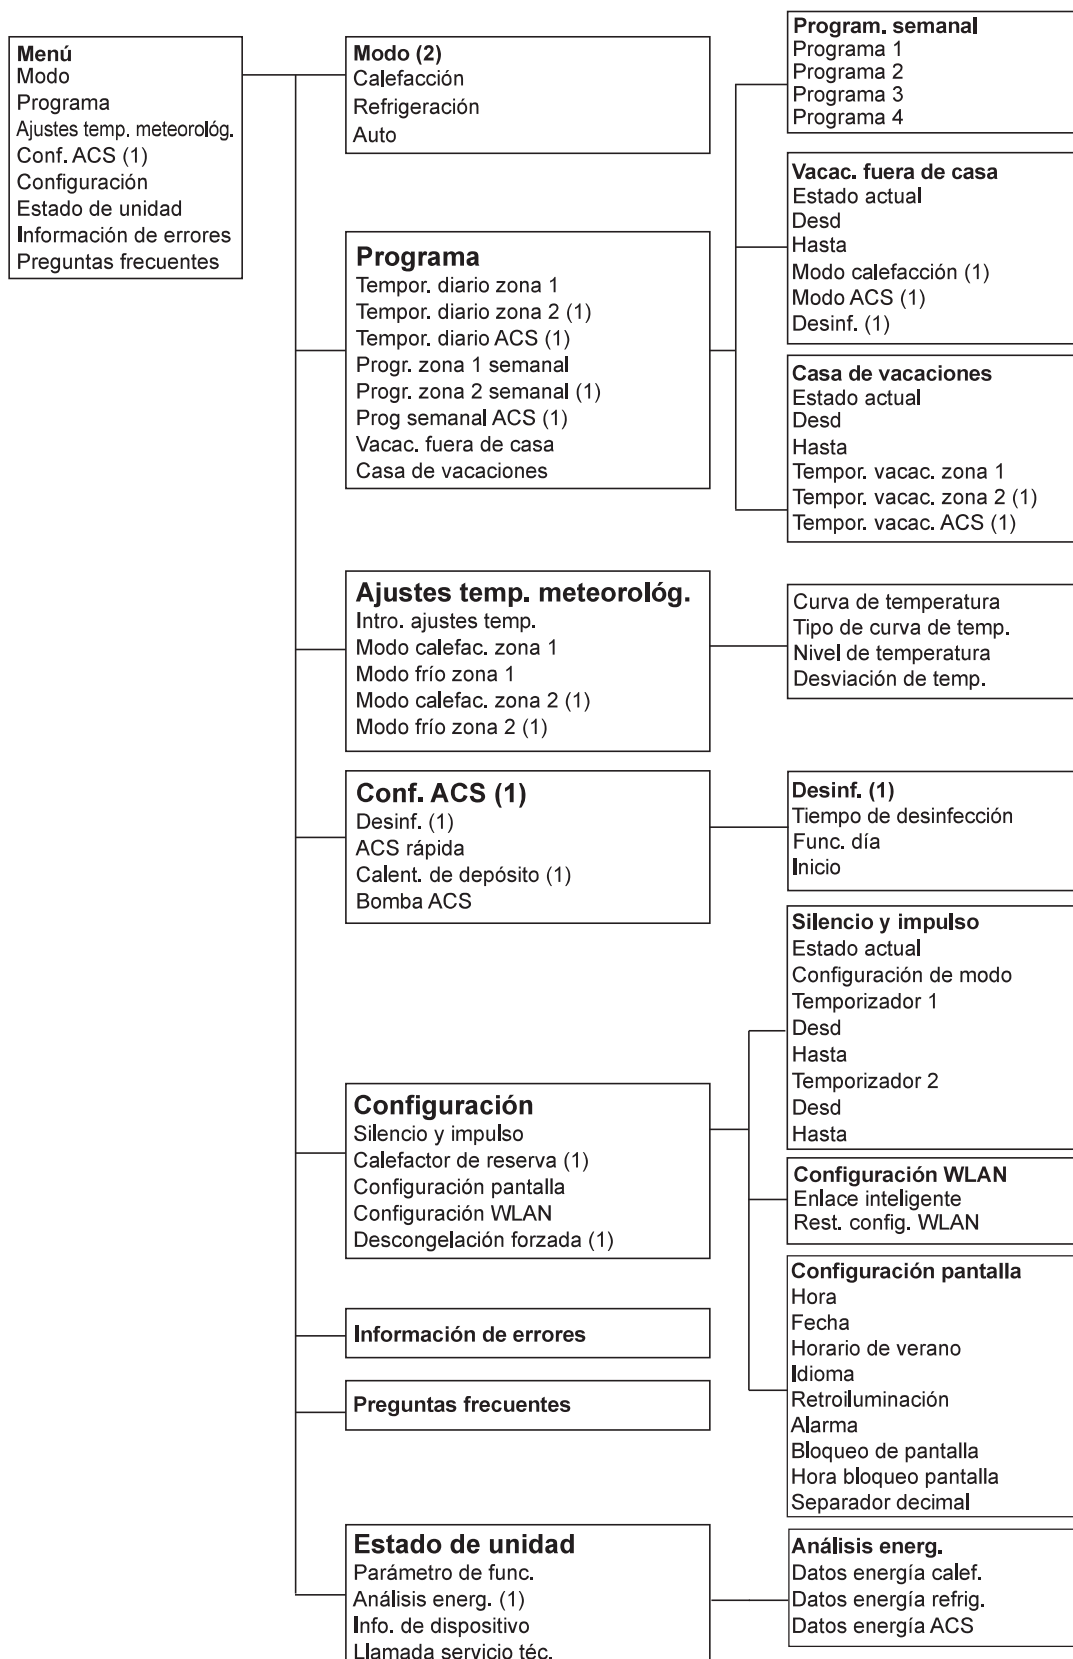 Menú
Modo
Programa
Ajustes temp. meteorológ.
Conf. ACS (1)
Configuración
Estado de unidad
Información de errores
Preguntas frecuentes
Modo (2)
Calefacción
Refrigeración
Auto
Programa
Tempor. diario zona 1
Tempor. diario zona 2 (1)
Tempor. diario ACS (1)
Progr. zona 1 semanal
Progr. zona 2 semanal (1)
Prog semanal ACS (1)
Vacac. fuera de casa
Casa de vacaciones
Program. semanal
Programa 1
Programa 2
Programa 3
Programa 4
Vacac. fuera de casa
Estado actual
Desd
Hasta
Modo calefacción (1)
Modo ACS (1)
Desinf. (1)
Casa de vacaciones
Estado actual
Desd
Hasta
Tempor. vacac. zona 1
Tempor. vacac. zona 2 (1)
Tempor. vacac. ACS (1)
Ajustes temp. meteorológ.
Intro. ajustes temp.
Modo calefac. zona 1
Modo frío zona 1
Modo calefac. zona 2 (1)
Modo frío zona 2 (1)
Curva de temperatura
Tipo de curva de temp.
Nivel de temperatura
Desviación de temp.
Conf. ACS (1)
Desinf. (1)
ACS rápida
Calent. de depósito (1)
Bomba ACS
Desinf. (1)
Tiempo de desinfección
Func. día
Inicio
Configuración
Silencio y impulso
Calefactor de reserva (1)
Configuración pantalla
Configuración WLAN
Descongelación forzada (1)
Silencio y impulso
Estado actual
Configuración de modo
Temporizador 1
Desd
Hasta
Temporizador 2
Desd
Hasta
Configuración WLAN
Enlace inteligente
Rest. config. WLAN
Configuración pantalla
Hora
Fecha
Horario de verano
Idioma
Retroiluminación
Alarma
Bloqueo de pantalla
Hora bloqueo pantalla
Separador decimal
Información de errores
Preguntas frecuentes
Estado de unidad
Parámetro de func.
Análisis energ. (1)
Info. de dispositivo
Llamada servicio téc.
Análisis energ.
Datos energía calef.
Datos energía refrig.
Datos energía ACS